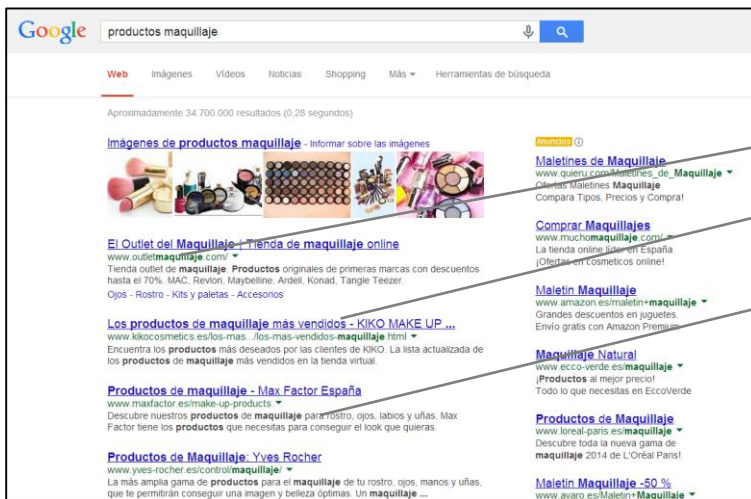 Google
productos maquillaje
Web Imágenes Vídeos Noticias Shopping Más Herramientas de búsqueda
Aproximadamente 34.700.000 resultados (0,28 segundos)
Imágenes de productos maquillaje - Informar sobre las imágenes
El Outlet del Maquillaje | Tienda de maquillaje online
www.outletmaquillaje.com/
Tienda outlet de maquillaje. Productos originales de primeras marcas con descuentos
hasta el 70%. MAC, Revlon, Maybelline, Ardell, Konad, Tangle Teezer.
Ojos - Rostro - Kits y paletas - Accesorios
Los productos de maquillaje más vendidos - KIKO MAKE UP ...
www.kikocosmetics.es/los-mas.../los-mas-vendidos-maquillaje.html
Encuentra los productos más deseados por las clientes de KIKO. La lista actualizada de
los productos de maquillaje más vendidos en la tienda virtual.
Productos de maquillaje - Max Factor España
www.maxfactor.es/make-up-products
Descubre nuestros productos de maquillaje para rostro, ojos, labios y uñas. Max
Factor tiene los productos que necesitas para conseguir el look que quieras.
Productos de Maquillaje: Yves Rocher
www.yves-rocher.es/control/maquillaje/
La más amplia gama de productos para el maquillaje de tu rostro, ojos, manos y uñas,
que te permitirán conseguir una imagen y belleza óptimas. Un maquillaje ...
Anuncios
Maletines de Maquillaje
www.quieru.com/Maletines_de_Maquillaje
Ofertas Maletines Maquillaje
Compara Tipos, Precios y Compra!
Comprar Maquillajes
www.muchomaquillaje.com/
La tienda online líder en España
¡Ofertas en cosmeticos online!
Maletin Maquillaje
www.amazon.es/maletin+maquillaje
Grandes descuentos en juguetes.
Envío gratis con Amazon Premium
Maquillaje Natural
www.ecco-verde.es/maquillaje
¡Productos al mejor precio!
Todo lo que necesitas en EccoVerde
Productos de Maquillaje
www.loreal-paris.es/maquillaje
Descubre toda la nueva gama de
maquillaje 2014 de L'Oréal Paris!
Maletin Maquillaje -50 %
www.avaro.es/Maletin+Maquillaje